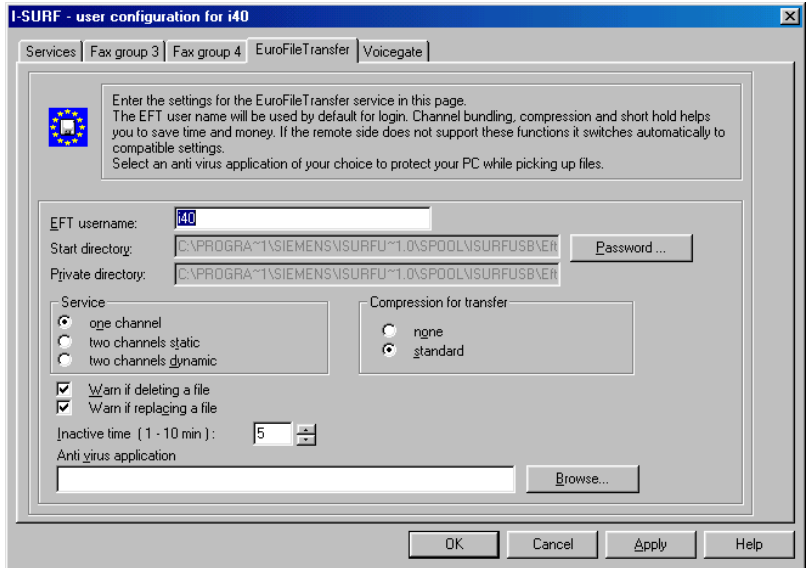 I-SURF - user configuration for i40
Services
Fax group 3
Fax group 4
EuroFileTransfer
Voicegate
Enter the settings for the EuroFileTransfer service in this page.
The EFT user name will be used by default for login. Channel bundling, compression and short hold helps
you to save time and money. If the remote side does not support these functions it switches automatically to
compatible settings.
Select an anti virus application of your choice to protect your PC while picking up files.
EFT username:
i40
Start directory:
C:\PROGRA~1\SIEMENS\ISURFU~1.0\SPOOL\ISURFUSB\Eft
Password ...
Private directory:
C:\PROGRA~1\SIEMENS\ISURFU~1.0\SPOOL\ISURFUSB\Eft
Service
one channel
two channels static
two channels dynamic
Compression for transfer
none
standard
Warn if deleting a file
Warn if replacing a file
Inactive time ( 1 - 10 min ) :
5
Anti virus application
Browse...
OK
Cancel
Apply
Help